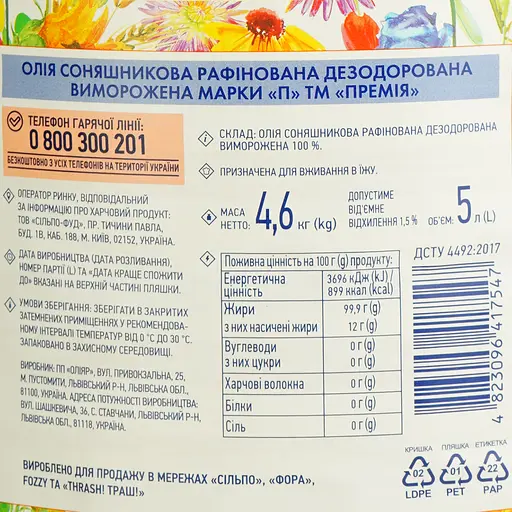 ОЛІЯ СОНЯШНИКОВА РАФІНОВАНА ДЕЗОДОРОВАНА
ВИМОРОЖЕНА МАРКИ «П» ТМ «ПРЕМІЯ»
ТЕЛЕФОН ГАРЯЧОЇ ЛІНІЇ:
0 800 300 201
БЕЗКОШТОВНО З УСІХ ТЕЛЕФОНІВ НА ТЕРИТОРІЇ УКРАЇНИ
ОПЕРАТОР РИНКУ, ВІДПОВІДАЛЬНИЙ
ЗА ІНФОРМАЦІЮ ПРО ХАРЧОВИЙ ПРОДУКТ:
ТОВ «СІЛЬПО-ФУД», ПР. ТИЧИНИ ПАВЛА,
БУД. 1В, КАБ. 188, М. КИЇВ, 02152, УКРАЇНА.
ДАТА ВИРОБНИЦТВА (ДАТА РОЗЛИВАННЯ),
НОМЕР ПАРТІЇ (L) ТА «ДАТА КРАЩЕ СПОЖИТИ
ДО» ВКАЗАНІ НА ВЕРХНІЙ ЧАСТИНІ ПЛЯШКИ.
УМОВИ ЗБЕРІГАННЯ: ЗБЕРІГАТИ В ЗАКРИТИХ
ЗАТЕМНЕНИХ ПРИМІЩЕННЯХ У РЕКОМЕНДОВА-
НОМУ ІНТЕРВАЛІ ТЕМПЕРАТУР ВІД 0 °С ДО 30 °С.
ЗАПАКОВАНО В ЗАХИСНОМУ СЕРЕДОВИЩІ.
ВИРОБНИК: ПП «ОЛІЯР», ВУЛ. ПРИВОКЗАЛЬНА, 25,
М. ПУСТОМИТИ, ЛЬВІВСЬКИЙ Р-Н, ЛЬВІВСЬКА ОБЛ.,
81100, УКРАЇНА. АДРЕСА ПОТУЖНОСТІ ВИРОБНИЦТВА:
ВУЛ. ШАШКЕВИЧА, 36, С. СТАВЧАНИ, ЛЬВІВСЬКИЙ Р-Н,
ЛЬВІВСЬКА ОБЛ., 81118, УКРАЇНА.
СКЛАД: ОЛІЯ СОНЯШНИКОВА РАФІНОВАНА ДЕЗОДОРОВАНА
ВИМОРОЖЕНА 100 %.
ПРИЗНАЧЕНА ДЛЯ ВЖИВАННЯ В ЇЖУ.
МАСА
НЕТТО: 4,6 кг (kg)
ДОПУСТИМЕ
ВІД'ЄМНЕ
ВІДХИЛЕННЯ 1,5 %
ОБ'ЄМ: 5 л (L)
ДСТУ 4492:2017
Поживна цінність на 100 г (g) продукту:
Енергетична цінність 3696 кДж (kJ) / 899 ккал (kcal)
Жири 99,9 г (g)
з них насичені жири 12 г (g)
Вуглеводи 0 г (g)
з них цукри 0 г (g)
Харчові волокна 0 г (g)
Білки 0 г (g)
Сіль 0 г (g)
4 823096 417547
КРИШКА ПЛЯШКА ЕТИКЕТКА
02 01 22
LDPE PET PAP
ВИРОБЛЕНО ДЛЯ ПРОДАЖУ В МЕРЕЖАХ «СІЛЬПО», «ФОРА»,
FOZZY ТА «THRASH! ТРАШ!»